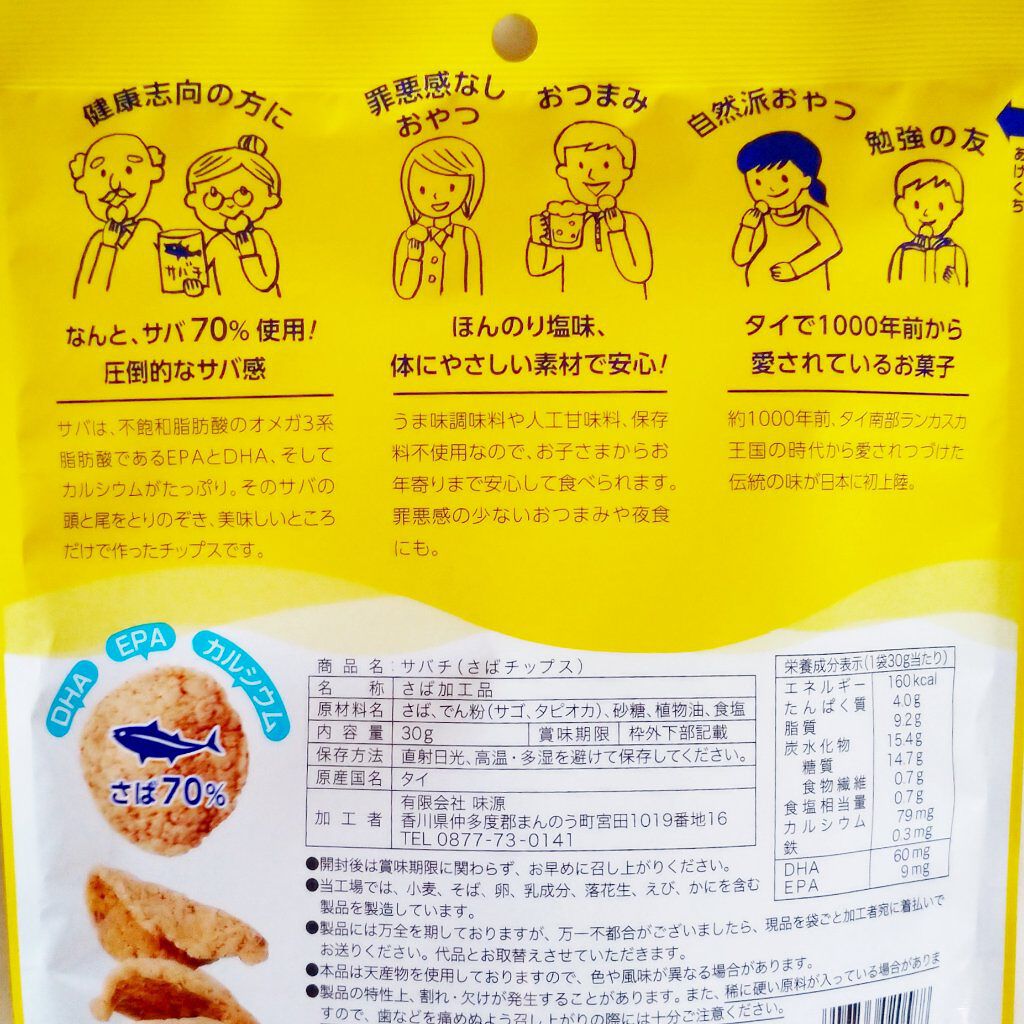 健康志向の方に
罪悪感なし
おやつ
おつまみ
自然派おやつ
勉強の友
あけくち
サバチ
なんと、サバ70%使用!
圧倒的なサバ感
サバは、不飽和脂肪酸のオメガ3系
脂肪酸であるEPAとDHA、そして
カルシウムがたっぷり。そのサバの
頭と尾をとりのぞき、美味しいところ
だけで作ったチップスです。
ほんのり塩味、
体にやさしい素材で安心!
うま味調味料や人工甘味料、保存
料不使用なので、お子さまからお
年寄りまで安心して食べられます。
罪悪感の少ないおつまみや夜食
にも。
タイで1000年前から
愛されているお菓子
約1000年前、タイ南部ランカスカ
王国の時代から愛されつづけた
伝統の味が日本に初上陸。
DHA
EPA
カルシウム
さば70%
商品名:サバチ(さばチップス)
名称 さば加工品
原材料名 さば、でん粉(サゴ、タピオカ)、砂糖、植物油、食塩
内容量 30g 賞味期限 枠外下部記載
保存方法 直射日光、高温・多湿を避けて保存してください。
原産国名 タイ
加工者 有限会社 味源
香川県仲多度郡まんのう町宮田1019番地16
TEL 0877-73-0141
栄養成分表示(1袋30g当たり)
エネルギー 160kcal
たんぱく質 4.0g
脂質 9.2g
炭水化物 15.4g
糖質 14.7g
食物繊維 0.7g
食塩相当量 0.7g
カルシウム 79mg
鉄 0.3mg
DHA 60mg
EPA 9mg
●開封後は賞味期限に関わらず、お早めに召し上がりください。
●当工場では、小麦、そば、卵、乳成分、落花生、えび、かにを含む
製品を製造しています。
●製品には万全を期しておりますが、万一不都合がございましたら、現品を袋ごと加工者宛に着払いで
お送りください。代品とお取替えさせていただきます。
●本品は天産物を使用しておりますので、色や風味が異なる場合があります。
●製品の特性上、割れ・欠けが発生することがあります。また、稀に硬い原料が入っている場合がありま
すので、歯などを痛めぬよう召し上がりの際には十分ご注意ください。